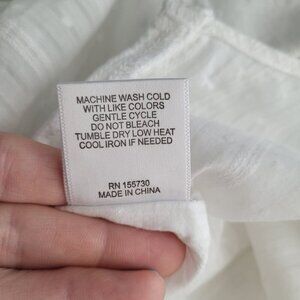 MACHINE WASH COLD
WITH LIKE COLORS
GENTLE CYCLE
DO NOT BLEACH
TUMBLE DRY LOW HEAT
COOL IRON IF NEEDED
RN 155730
MADE IN CHINA